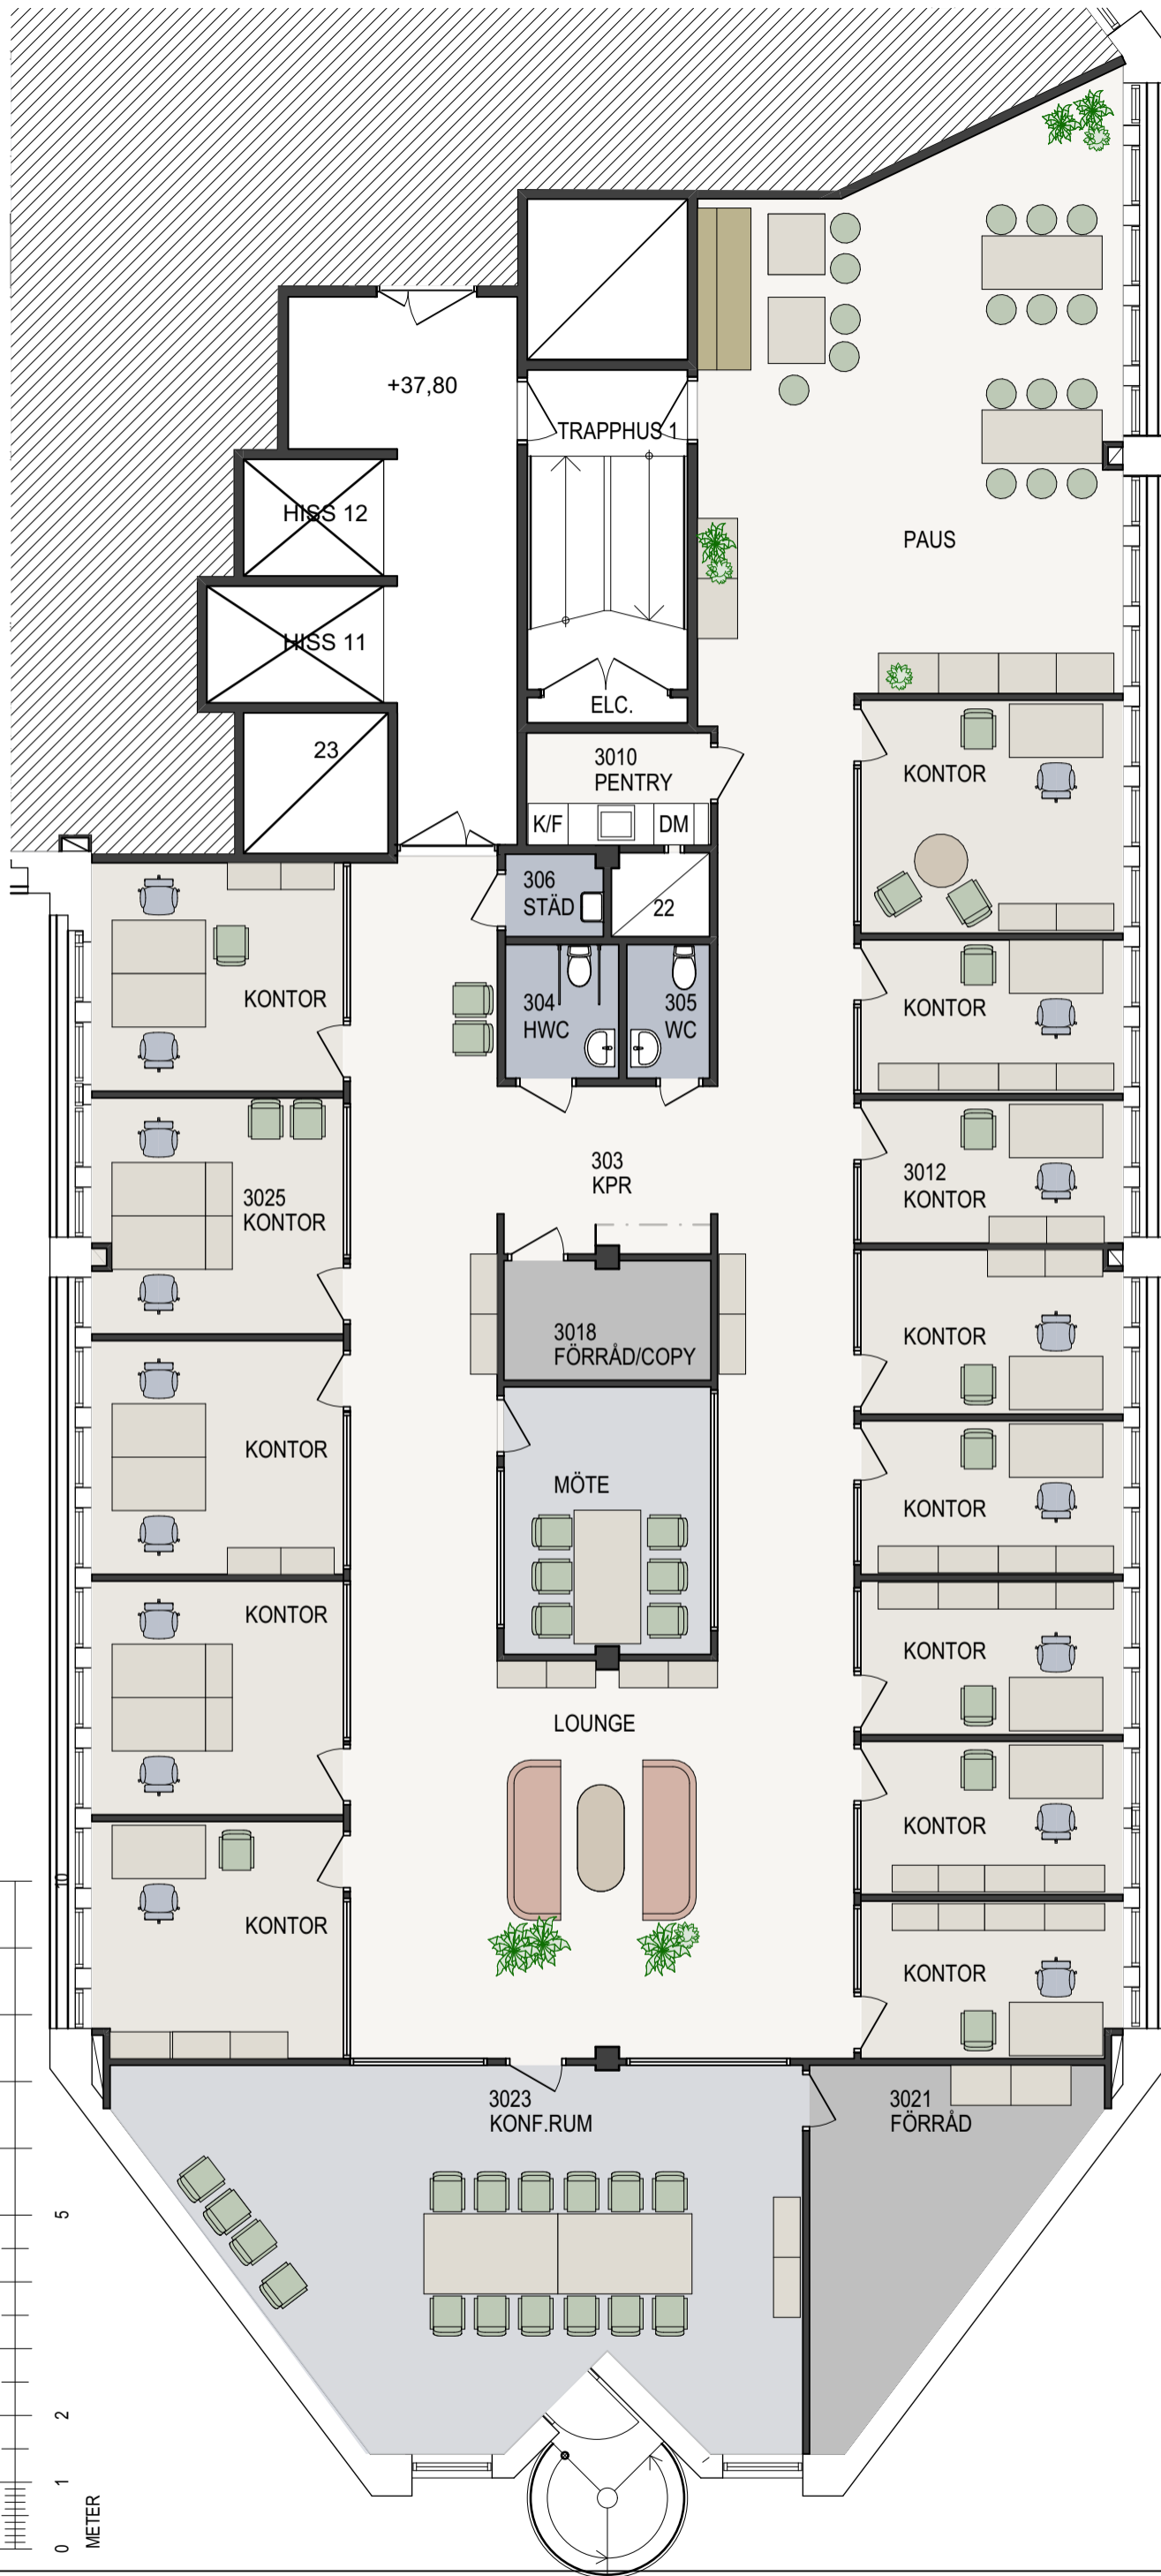 +37,80
TRAPPHUS 1
HISS 12
PAUS
HISS 11
ELC.
23
3010
PENTRY
KONTOR
K/F
DM
306
STÄD
22
KONTOR
304
HWC
305
WC
KONTOR
303
KPR
3012
KONTOR
3025
KONTOR
3018
FÖRRÅD/COPY
KONTOR
KONTOR
MÖTE
KONTOR
KONTOR
KONTOR
LOUNGE
KONTOR
10
KONTOR
KONTOR
3023
KONF.RUM
3021
FÖRRÅD
5
2
1
0
METER